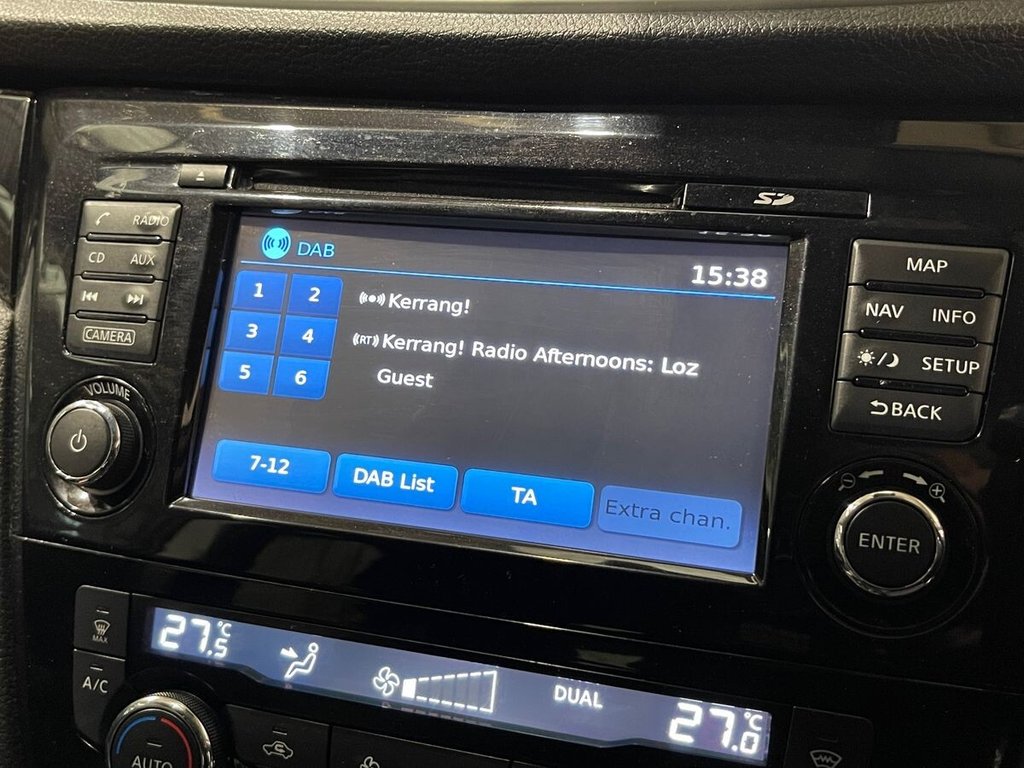 RADIO
CD AUX
CAMERA
VOLUME
SD
DAB
15:38
1 2
3 4
5 6
Kerrang!
(RT) Kerrang! Radio Afternoons: Loz
Guest
7-12
DAB List
TA
Extra chan.
MAP
NAV INFO
SETUP
BACK
ENTER
MAX
A/C
27.5°C
DUAL
27.0°C
AUTO